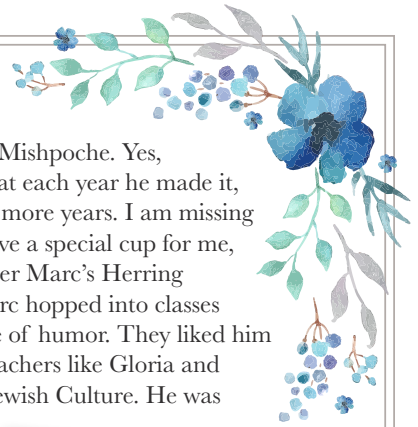 Mishpoche. Yes,
at each year he made it,
more years. I am missing
ve a special cup for me,
er Marc's Herring
rc hopped into classes
e of humor. They liked him
achers like Gloria and
ewish Culture. He was